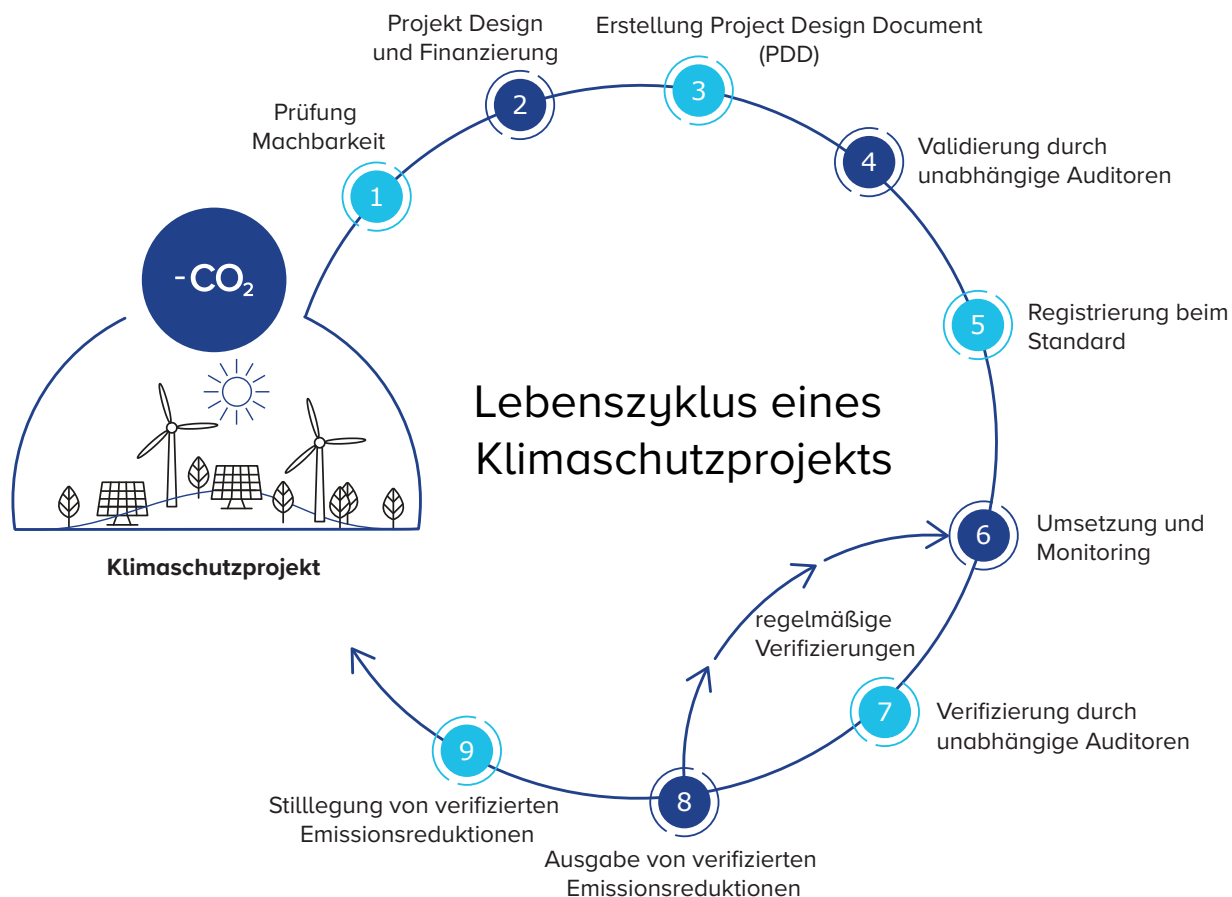 Projekt Design
und Finanzierung
2
Erstellung Project Design Document
(PDD)
3
Prüfung
Machbarkeit
1
4
Validierung durch
unabhängige Auditoren
-CO₂
5
Registrierung beim
Standard
Lebenszyklus eines
Klimaschutzprojekts
6
Umsetzung und
Monitoring
Klimaschutzprojekt
regelmäßige
Verifizierungen
7
Verifizierung durch
unabhängige Auditoren
8
Ausgabe von verifizierten
Emissionsreduktionen
9
Stilllegung von verifizierten
Emissionsreduktionen